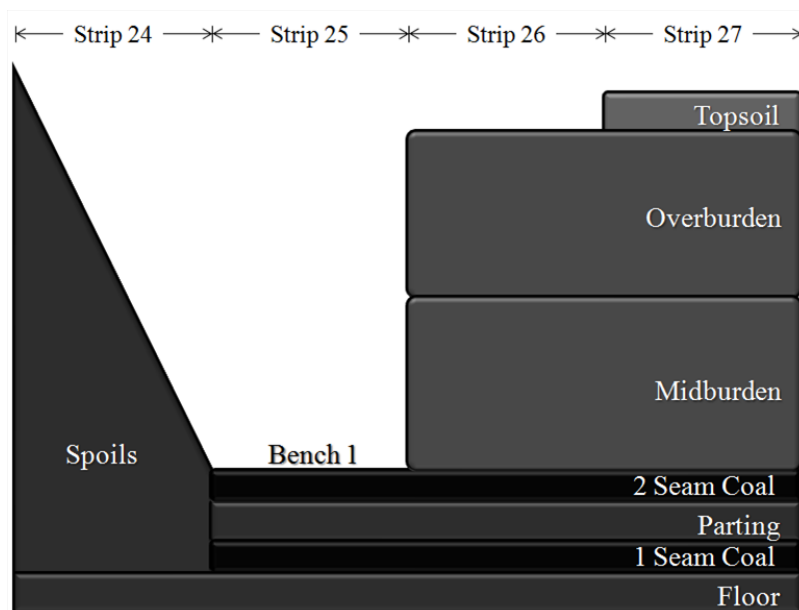 Strip 24 Strip 25 Strip 26 Strip 27
Topsoil
Overburden
Midburden
Spoils Bench 1
2 Seam Coal
Parting
1 Seam Coal
Floor